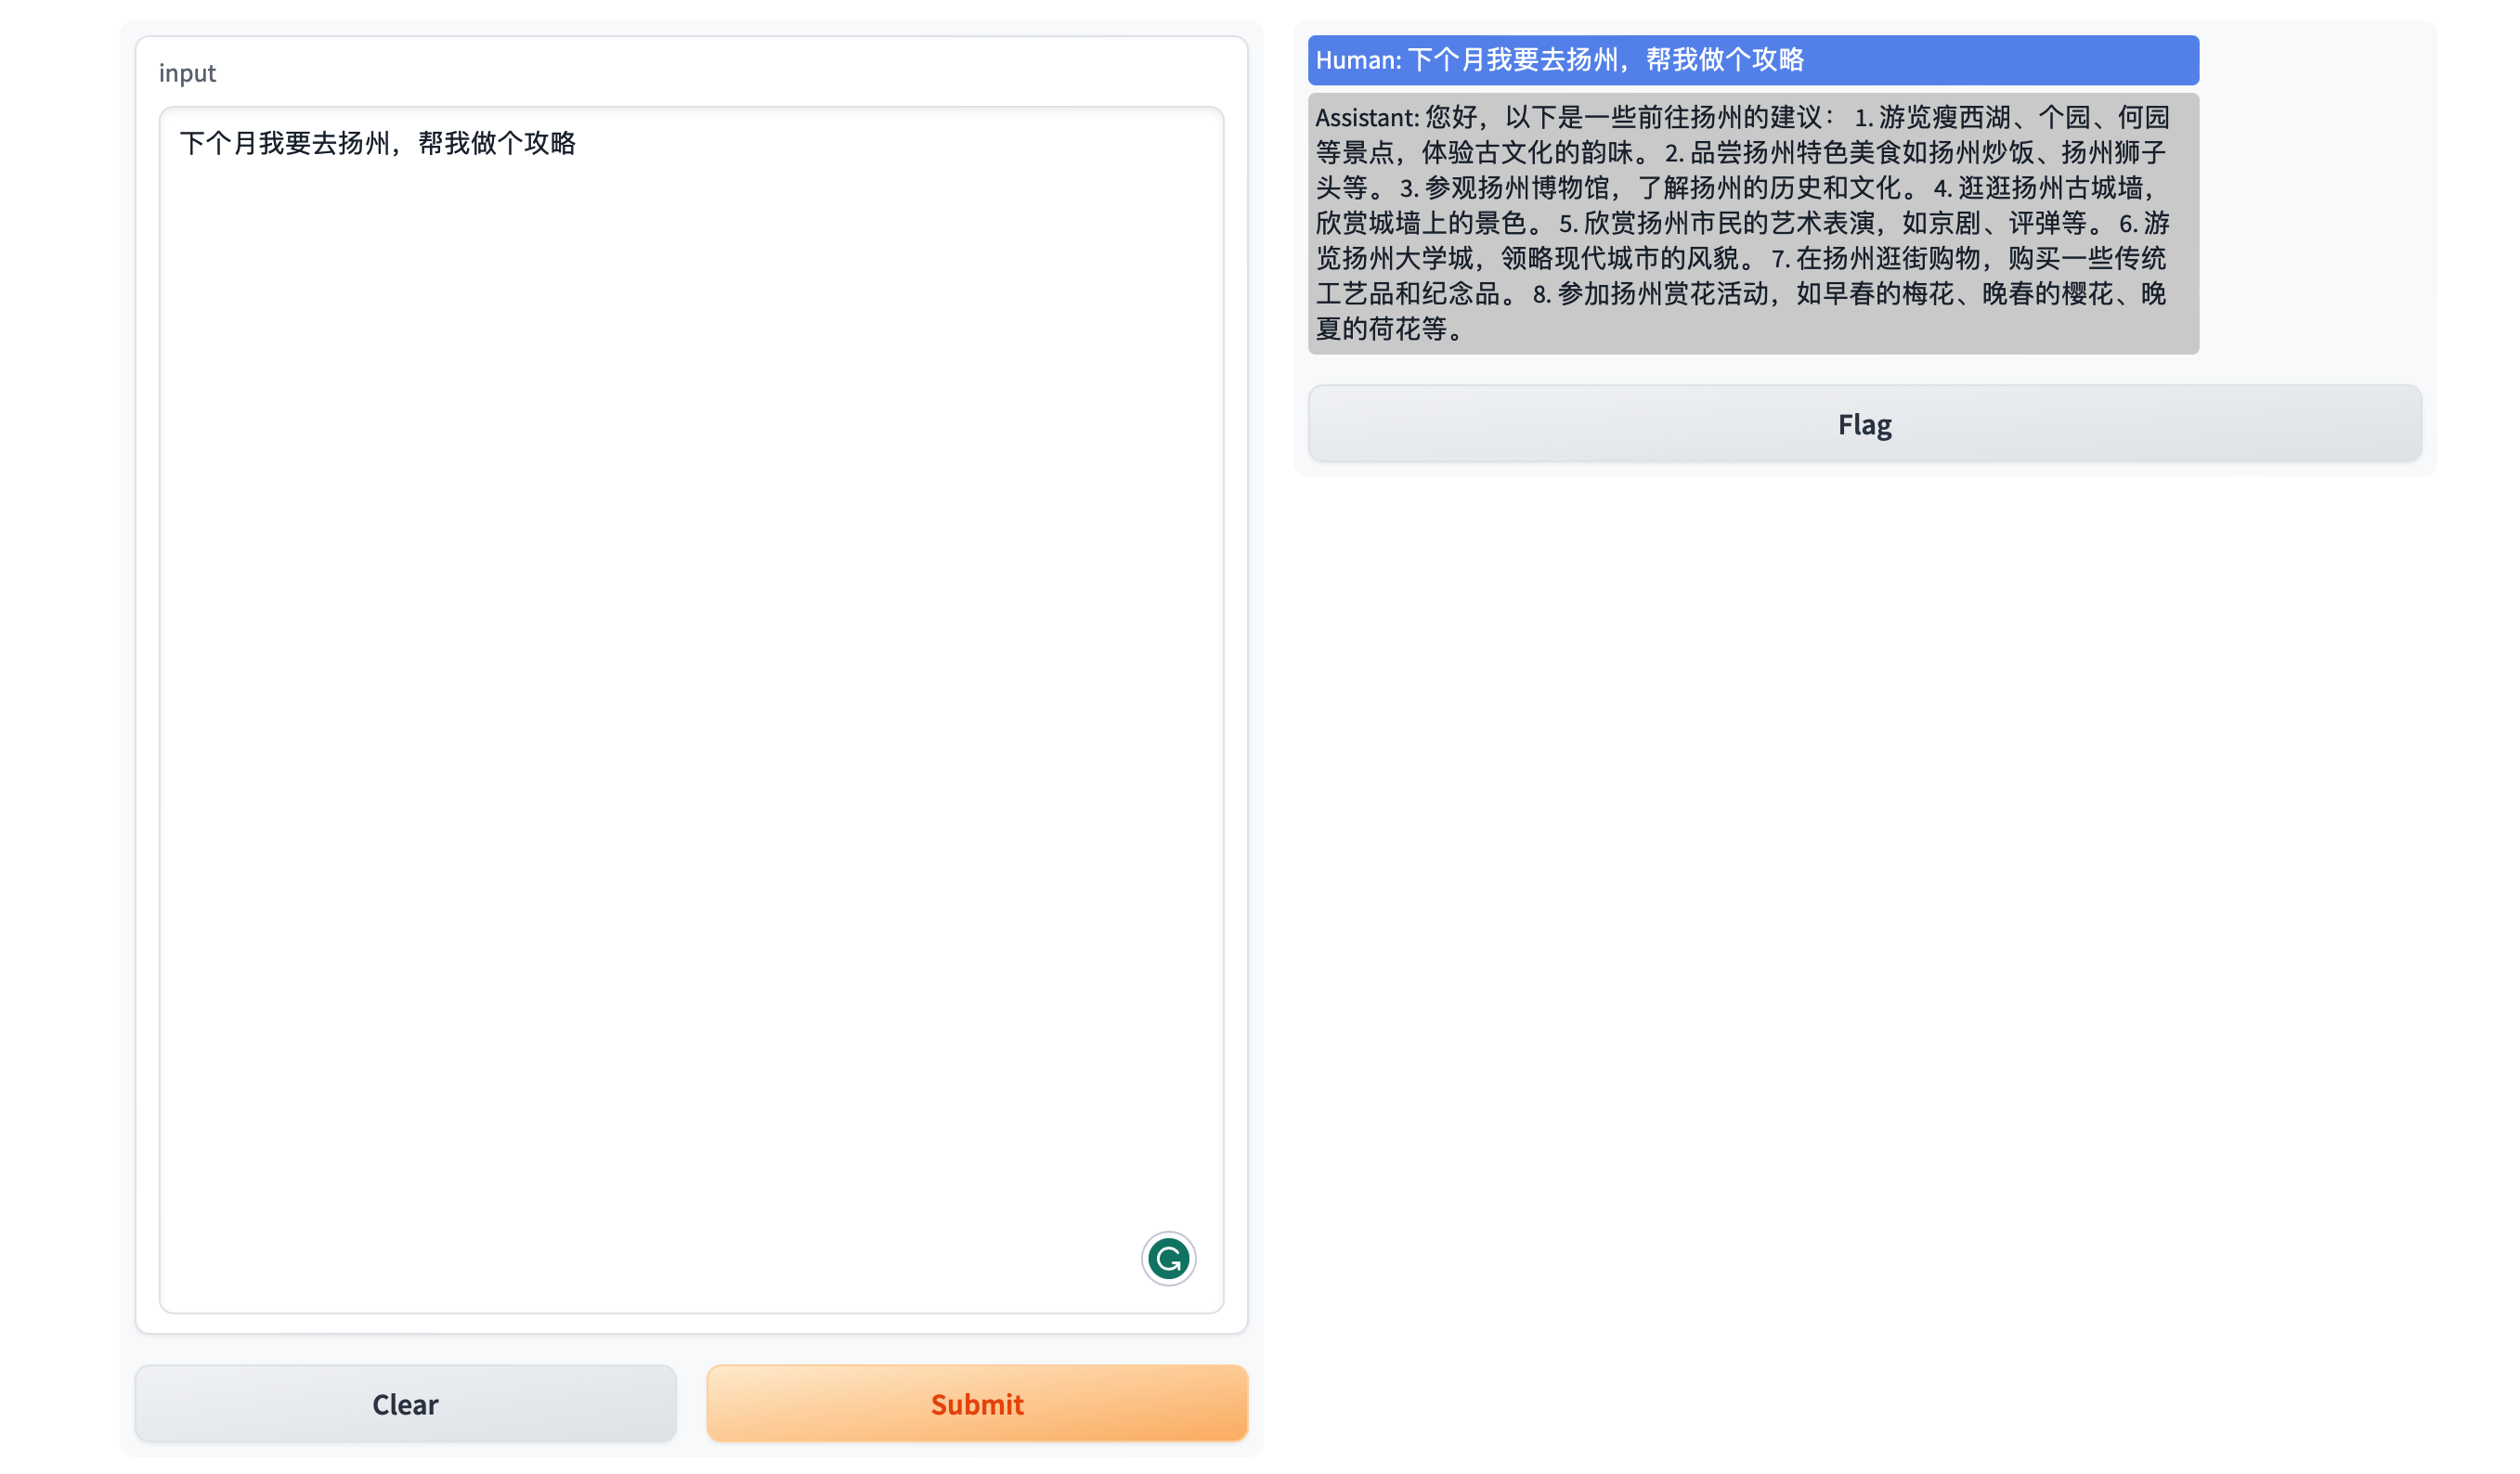 input
下个月我要去扬州，帮我做个攻略
Clear
Submit
Human: 下个月我要去扬州，帮我做个攻略
Assistant: 您好，以下是一些前往扬州的建议： 1. 游览瘦西湖、个园、何园
等景点，体验古文化的韵味。 2. 品尝扬州特色美食如扬州炒饭、扬州狮子
头等。 3. 参观扬州博物馆，了解扬州的历史和文化。 4. 逛逛扬州古城墙，
欣赏城墙上的景色。 5. 欣赏扬州市民的艺术表演，如京剧、评弹等。 6. 游
览扬州大学城，领略现代城市的风貌。 7. 在扬州逛街购物，购买一些传统
工艺品和纪念品。 8. 参加扬州赏花活动，如早春的梅花、晚春的樱花、晚
夏的荷花等。
Flag